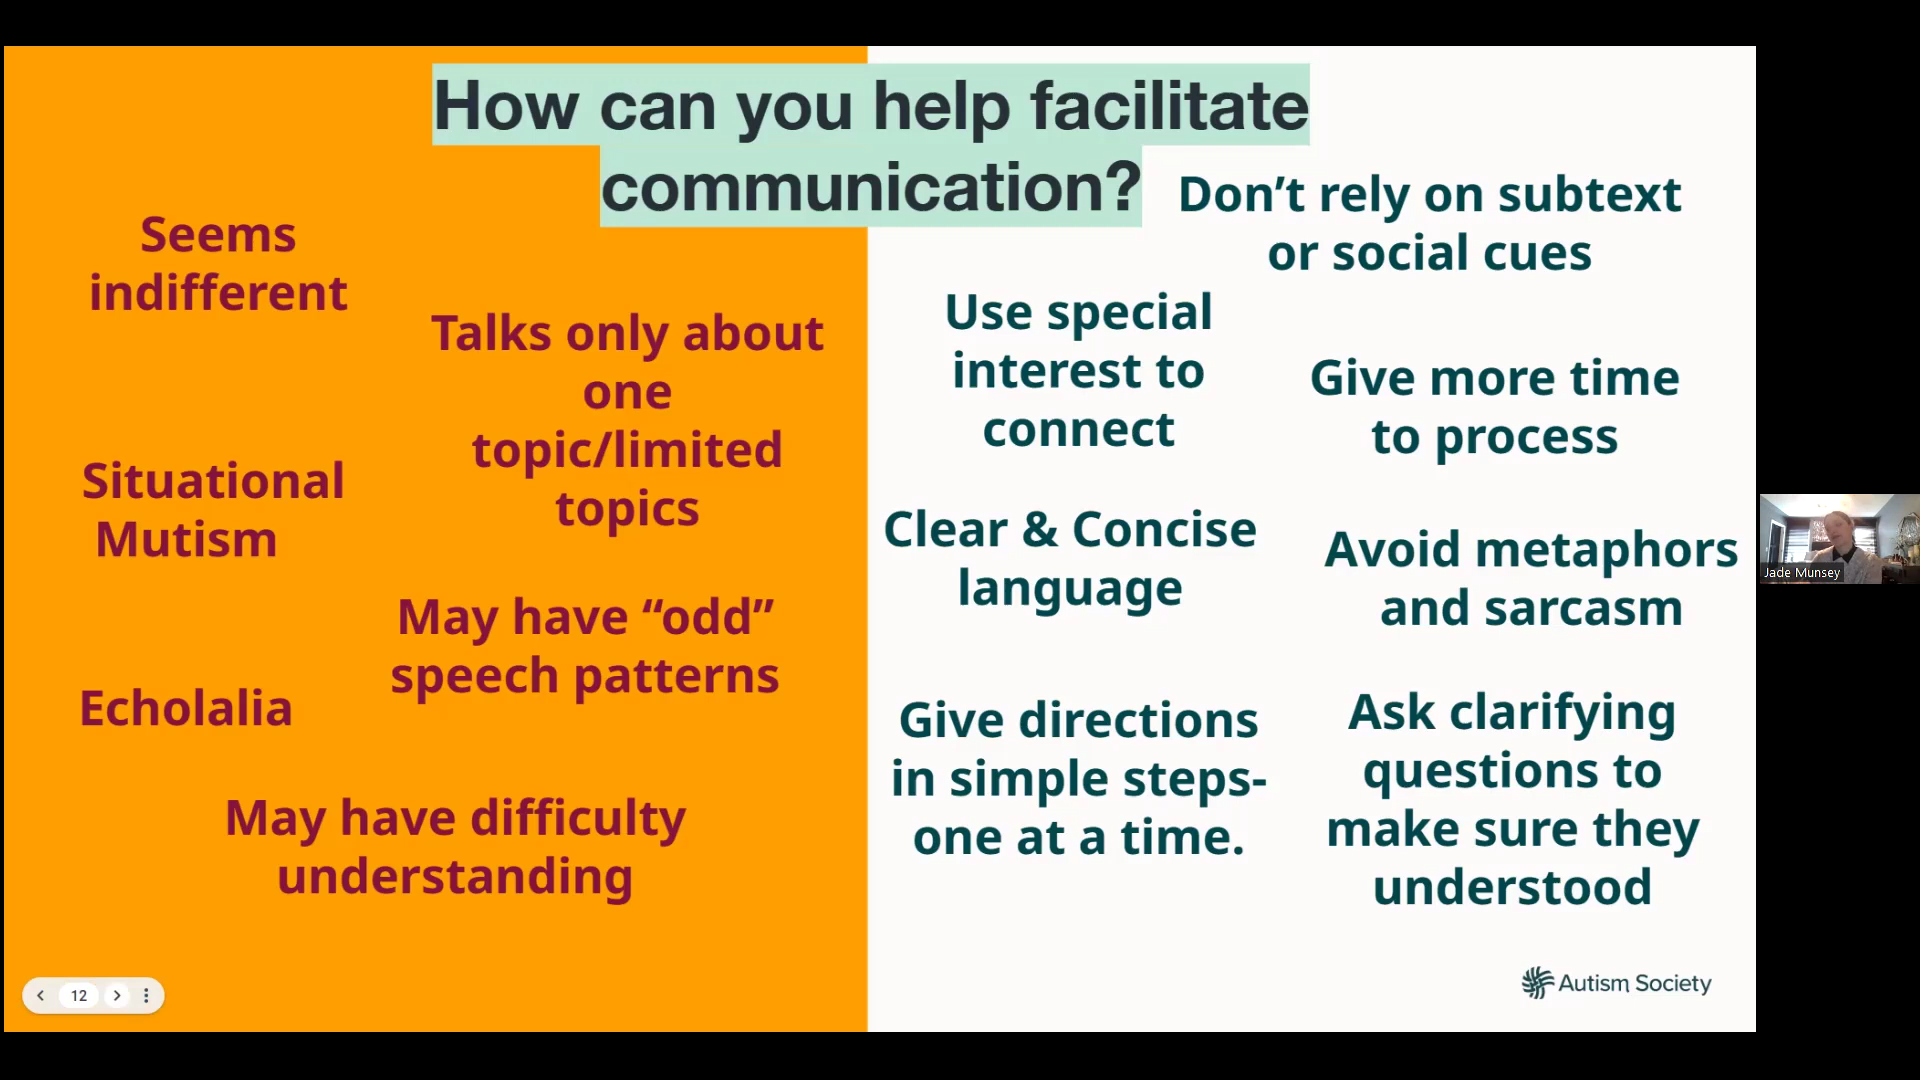 How can you help facilitate
communication?
Seems
indifferent
Talks only about
one
topic/limited
topics
Situational
Mutism
May have “odd”
speech patterns
Echolalia
May have difficulty
understanding
Don’t rely on subtext
or social cues
Use special
interest to
connect
Give more time
to process
Clear & Concise
language
Avoid metaphors
and sarcasm
Give directions
in simple steps-
one at a time.
Ask clarifying
questions to
make sure they
understood
Autism Society
12
Jade Munsey